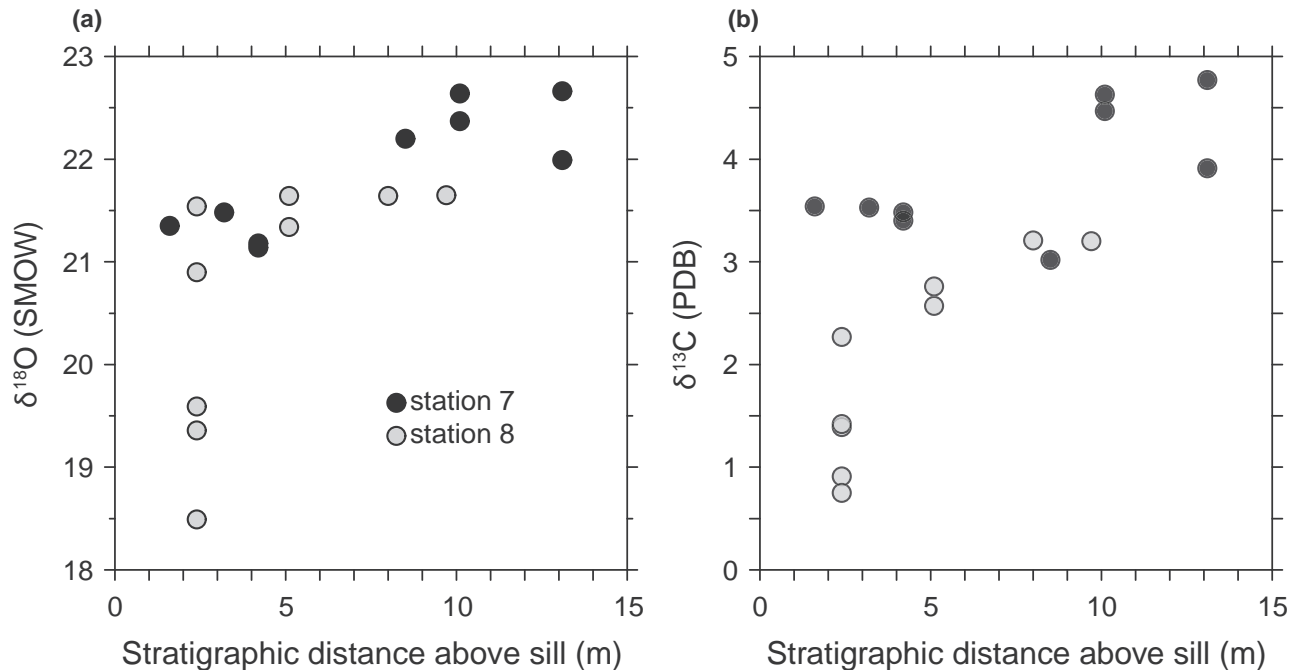 (a)
23
22
21
20
19
18
δ¹⁸O (SMOW)
station 7
station 8
0 5 10 15
Stratigraphic distance above sill (m)
(b)
5
4
3
2
1
0
δ¹³C (PDB)
0 5 10 15
Stratigraphic distance above sill (m)